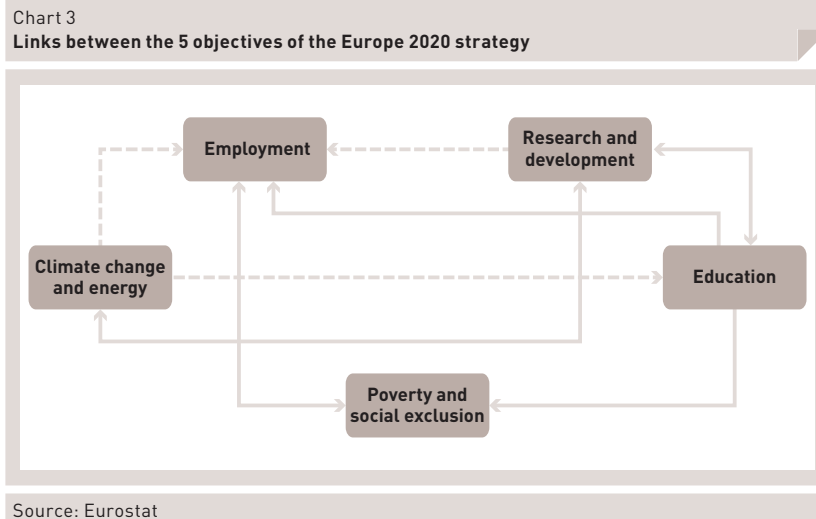 Chart 3
Links between the 5 objectives of the Europe 2020 strategy
Employment
Research and
development
Climate change
and energy
Education
Poverty and
social exclusion
Source: Eurostat